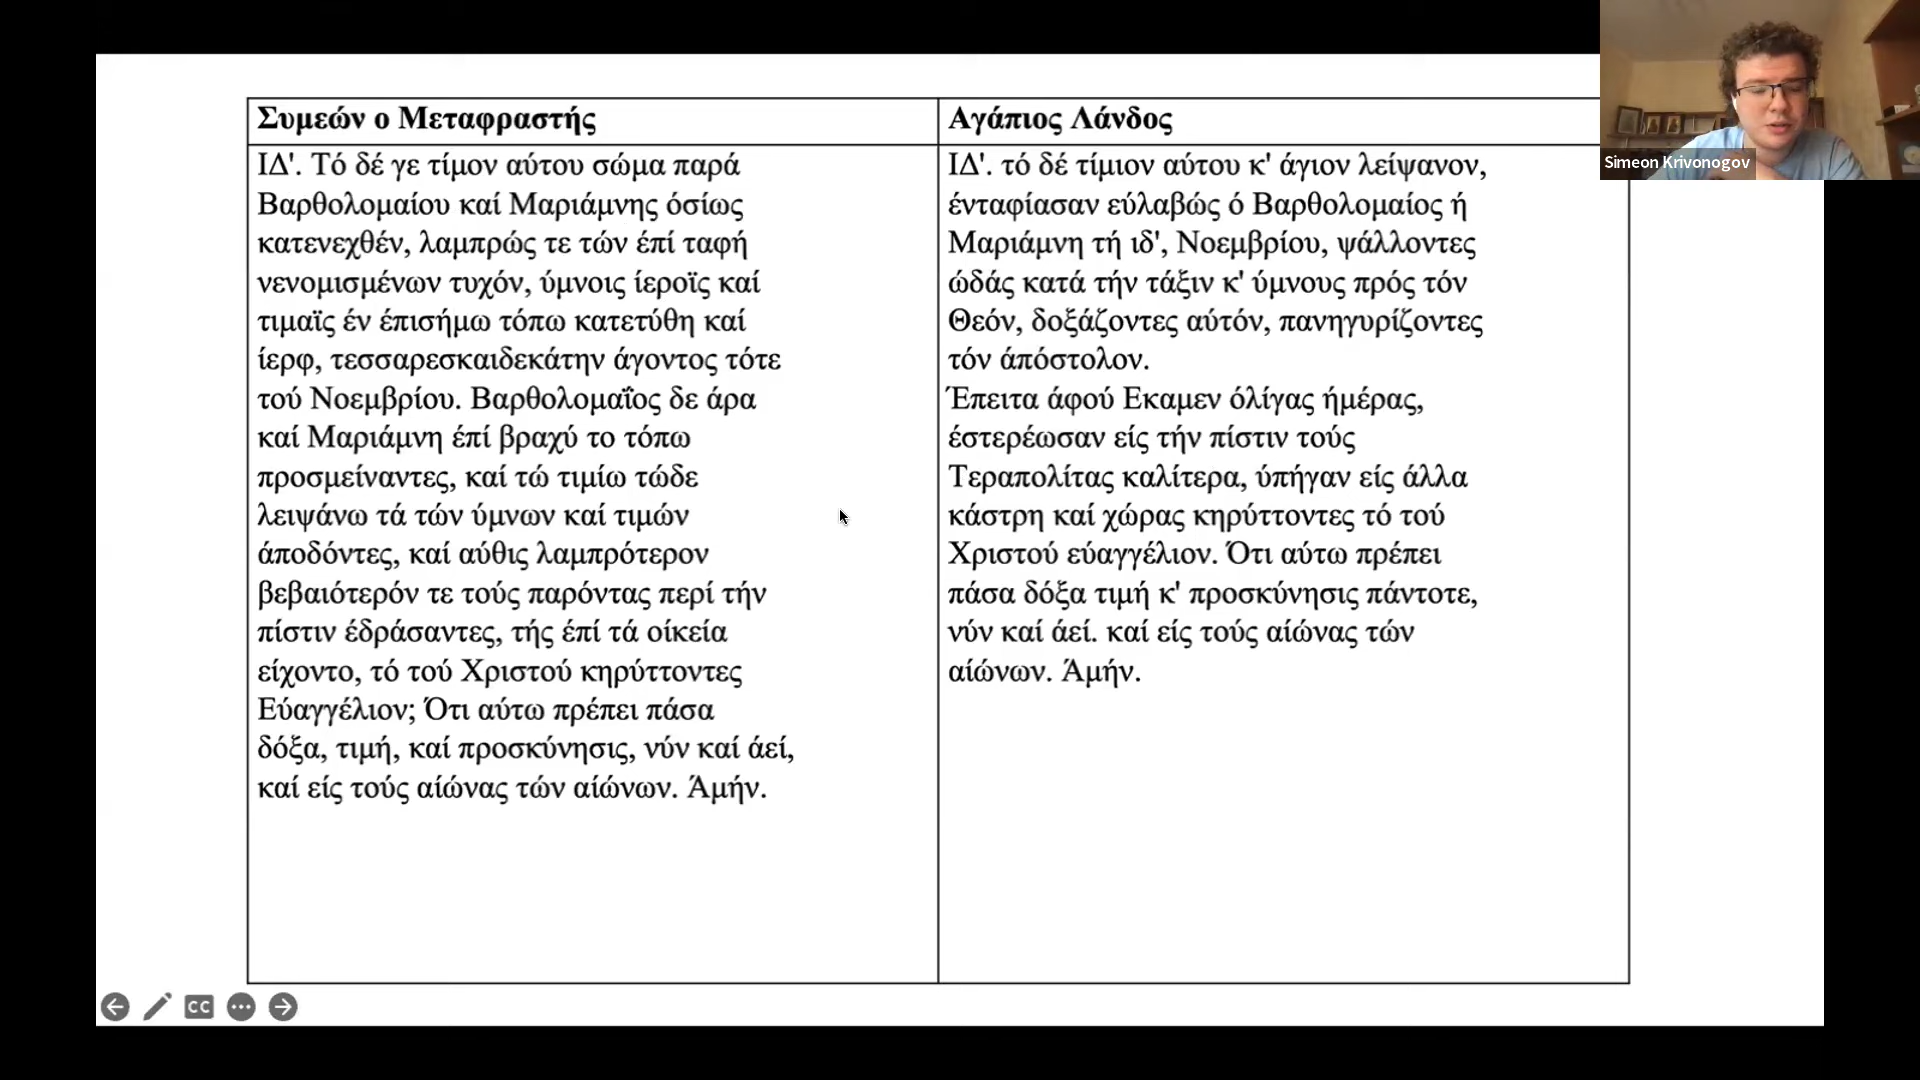 Συμεών ο Μεταφραστής
ΙΔ'. Τό δέ γε τίμον αύτου σώμα παρά
Βαρθολομαίου καί Μαριάμνης όσίως
κατενεχθέν, λαμπρώς τε τών έπί ταφή
νενομισμένων τυχόν, ύμνοις ίεροϊς καί
τιμαϊς έν έπισήμω τόπω κατετύθη καί
ίερφ, τεσσαρεσκαιδεκάτην άγοντος τότε
τού Νοεμβρίου. Βαρθολομαΐος δε άρα
καί Μαριάμνη έπί βραχύ το τόπω
προσμείναντες, καί τώ τιμίω τώδε
λειψάνω τά τών ύμνων καί τιμών
άποδόντες, καί αύθις λαμπρότερον
βεβαιότερόν τε τούς παρόντας περί τήν
πίστιν έδράσαντες, τής έπί τά οίκεία
είχοντο, τό τού Χριστού κηρύττοντες
Εύαγγέλιον; Ότι αύτω πρέπει πάσα
δόξα, τιμή, καί προσκύνησις, νύν καί άεί,
καί είς τούς αίώνας τών αίώνων. Άμήν.
Αγάπιος Λάνδος
ΙΔ'. τό δέ τίμιον αύτου κ' άγιον λείψανον,
ένταφίασαν εύλαβώς ό Βαρθολομαίος ή
Μαριάμνη τή ιδ', Νοεμβρίου, ψάλλοντες
ώδάς κατά τήν τάξιν κ' ύμνους πρός τόν
Θεόν, δοξάζοντες αύτόν, πανηγυρίζοντες
τόν άπόστολον.
Έπειτα άφού Εκαμεν όλίγας ήμέρας,
έστερέωσαν είς τήν πίστιν τούς
Τεραπολίτας καλίτερα, ύπήγαν είς άλλα
κάστρη καί χώρας κηρύττοντες τό τού
Χριστού εύαγγέλιον. Ότι αύτω πρέπει
πάσα δόξα τιμή κ' προσκύνησις πάντοτε,
νύν καί άεί. καί είς τούς αίώνας τών
αίώνων. Άμήν.
Simeon Krivonogov
CC